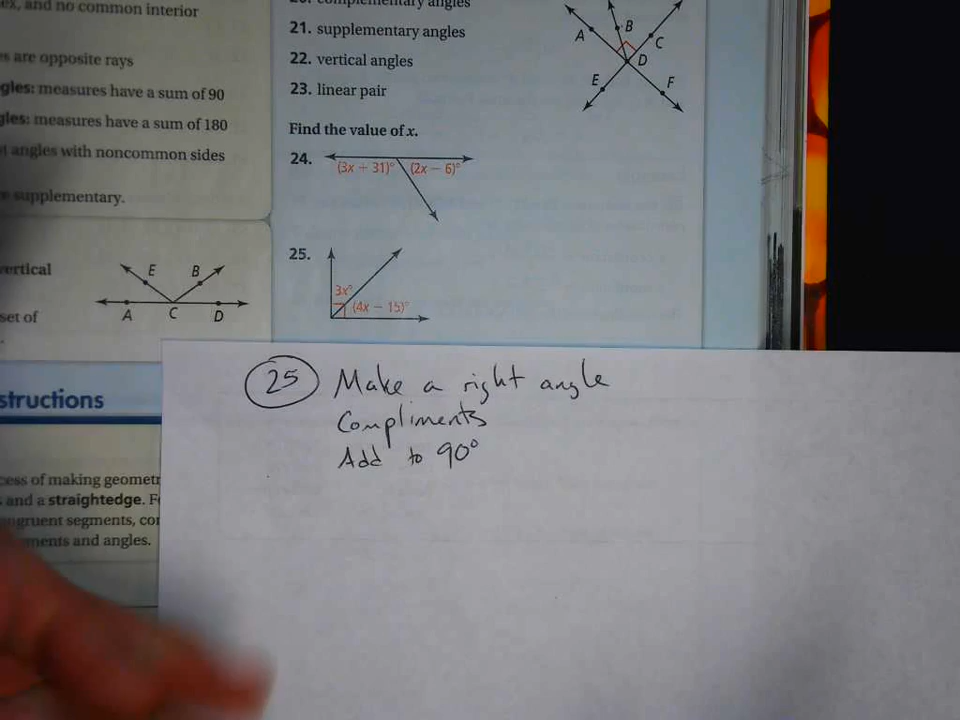 and no common interior
are opposite rays
measures have a sum of 90
measures have a sum of 180
angles with noncommon sides
supplementary.
vertical
E B
A C D
set of
structions
cess of making geometr
and a straightedge. F
ngruent segments, co
ments and angles.
20. complementary angles
21. supplementary angles
22. vertical angles
23. linear pair
A B C D E F
Find the value of x.
24. (3x + 31)° (2x − 6)°
25. 3x° (4x − 15)°
25 Make a right angle
Compliments
Add to 90°